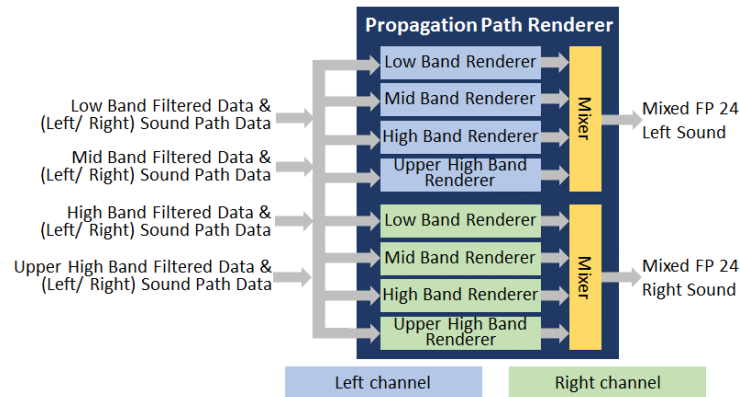 Propagation Path Renderer
Low Band Filtered Data &
(Left/ Right) Sound Path Data
Mid Band Filtered Data &
(Left/ Right) Sound Path Data
High Band Filtered Data &
(Left/ Right) Sound Path Data
Upper High Band Filtered Data &
(Left/ Right) Sound Path Data
Low Band Renderer
Mid Band Renderer
High Band Renderer
Upper High Band
Renderer
Mixer
Mixed FP 24
Left Sound
Low Band Renderer
Mid Band Renderer
High Band Renderer
Upper High Band
Renderer
Mixer
Mixed FP 24
Right Sound
Left channel
Right channel